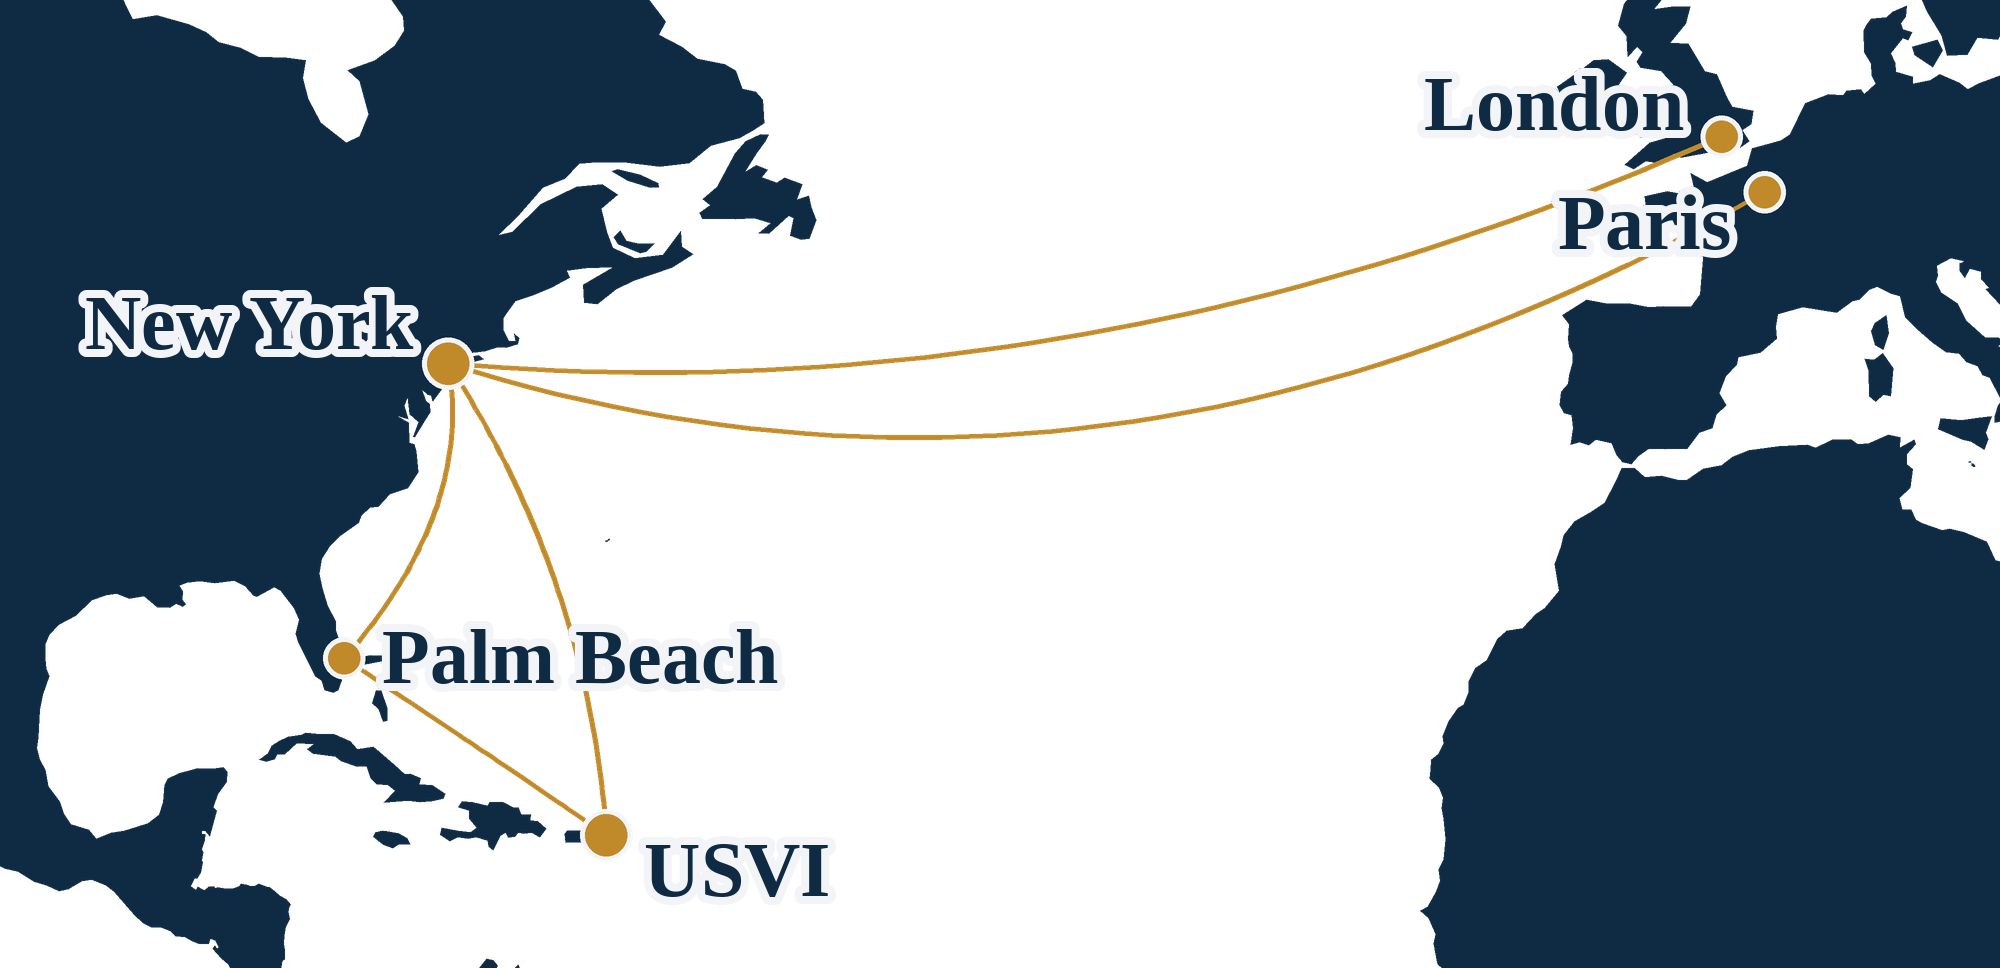 London
Paris
New York
Palm Beach
USVI